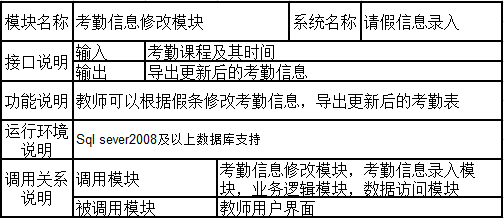 模块名称 考勤信息修改模块 系统名称 请假信息录入
接口说明 输入 考勤课程及其时间
输出 导出更新后的考勤信息
功能说明 教师可以根据假条修改考勤信息，导出更新后的考勤表
运行环境
说明
Sql sever2008及以上数据库支持
调用关系
说明
调用模块
考勤信息修改模块，考勤信息录入模
块，业务逻辑模块，数据访问模块
被调用模块 教师用户界面